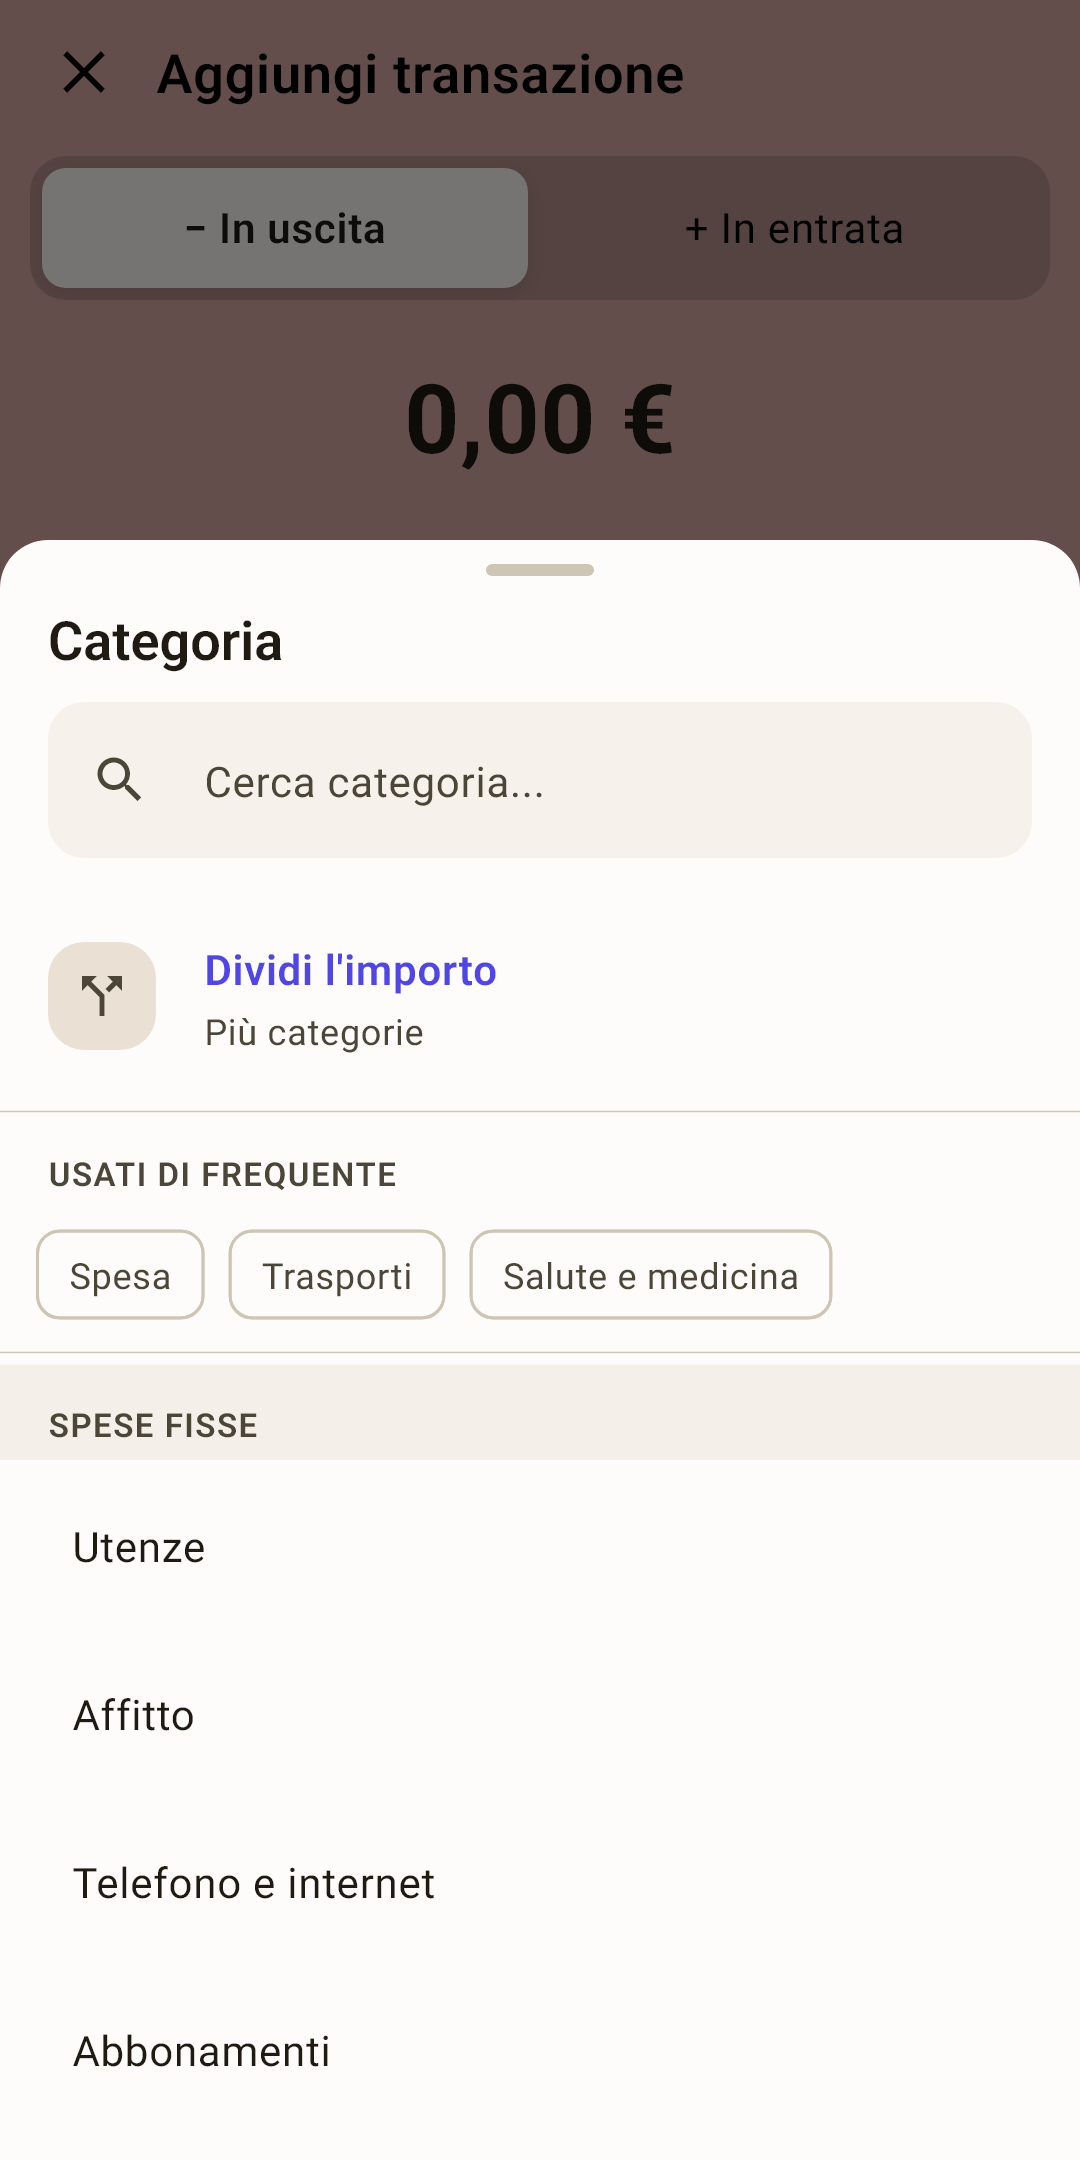 Aggiungi transazione
− In uscita
+ In entrata
0,00 €
Categoria
Cerca categoria...
Dividi l'importo
Più categorie
USATI DI FREQUENTE
Spesa
Trasporti
Salute e medicina
SPESE FISSE
Utenze
Affitto
Telefono e internet
Abbonamenti